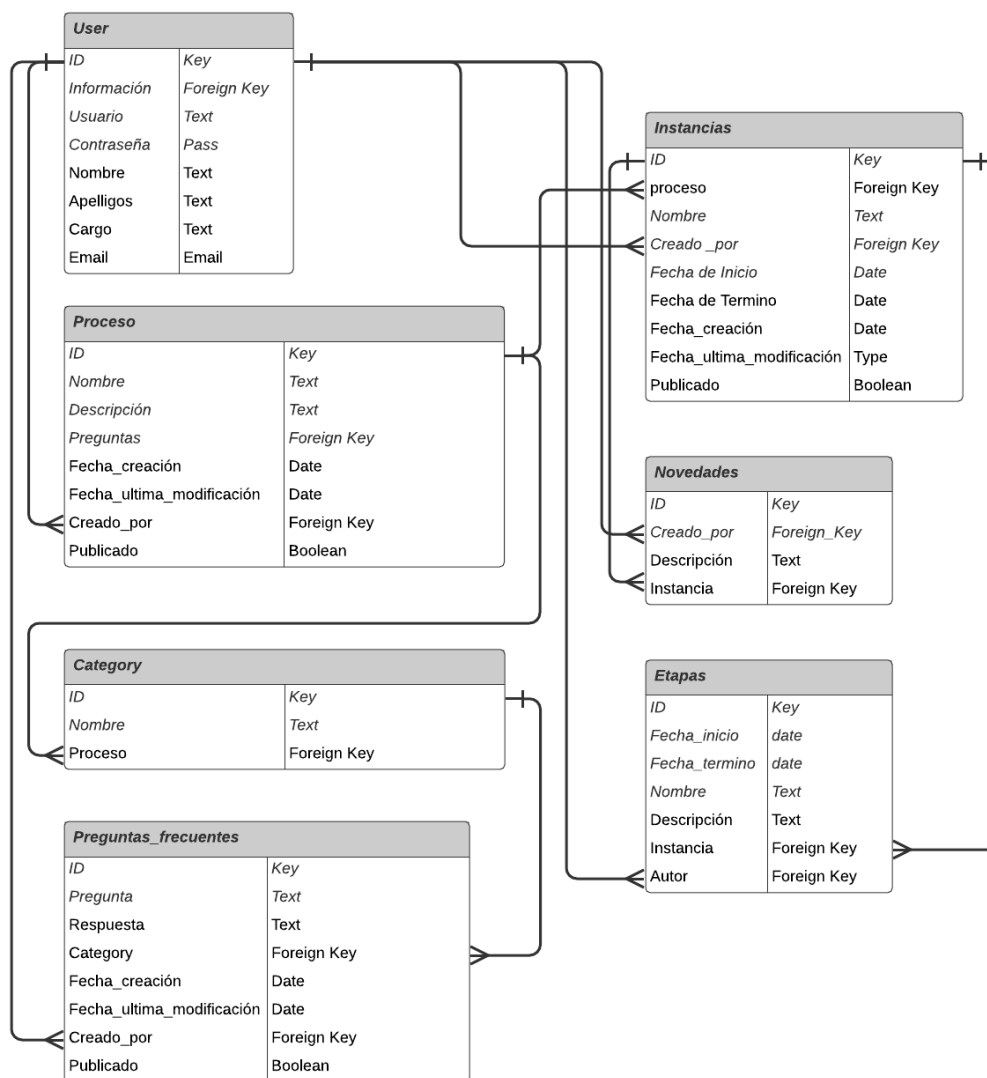 User
ID Key
Información Foreign Key
Usuario Text
Contraseña Pass
Nombre Text
Apelligos Text
Cargo Text
Email Email
Proceso
ID Key
Nombre Text
Descripción Text
Preguntas Foreign Key
Fecha_creación Date
Fecha_ultima_modificación Date
Creado_por Foreign Key
Publicado Boolean
Category
ID Key
Nombre Text
Proceso Foreign Key
Preguntas_frecuentes
ID Key
Pregunta Text
Respuesta Text
Category Foreign Key
Fecha_creación Date
Fecha_ultima_modificación Date
Creado_por Foreign Key
Publicado Boolean
Instancias
ID Key
proceso Foreign Key
Nombre Text
Creado _por Foreign Key
Fecha de Inicio Date
Fecha de Termino Date
Fecha_creación Date
Fecha_ultima_modificación Type
Publicado Boolean
Novedades
ID Key
Creado_por Foreign_Key
Descripción Text
Instancia Foreign Key
Etapas
ID Key
Fecha_inicio date
Fecha_termino date
Nombre Text
Descripción Text
Instancia Foreign Key
Autor Foreign Key